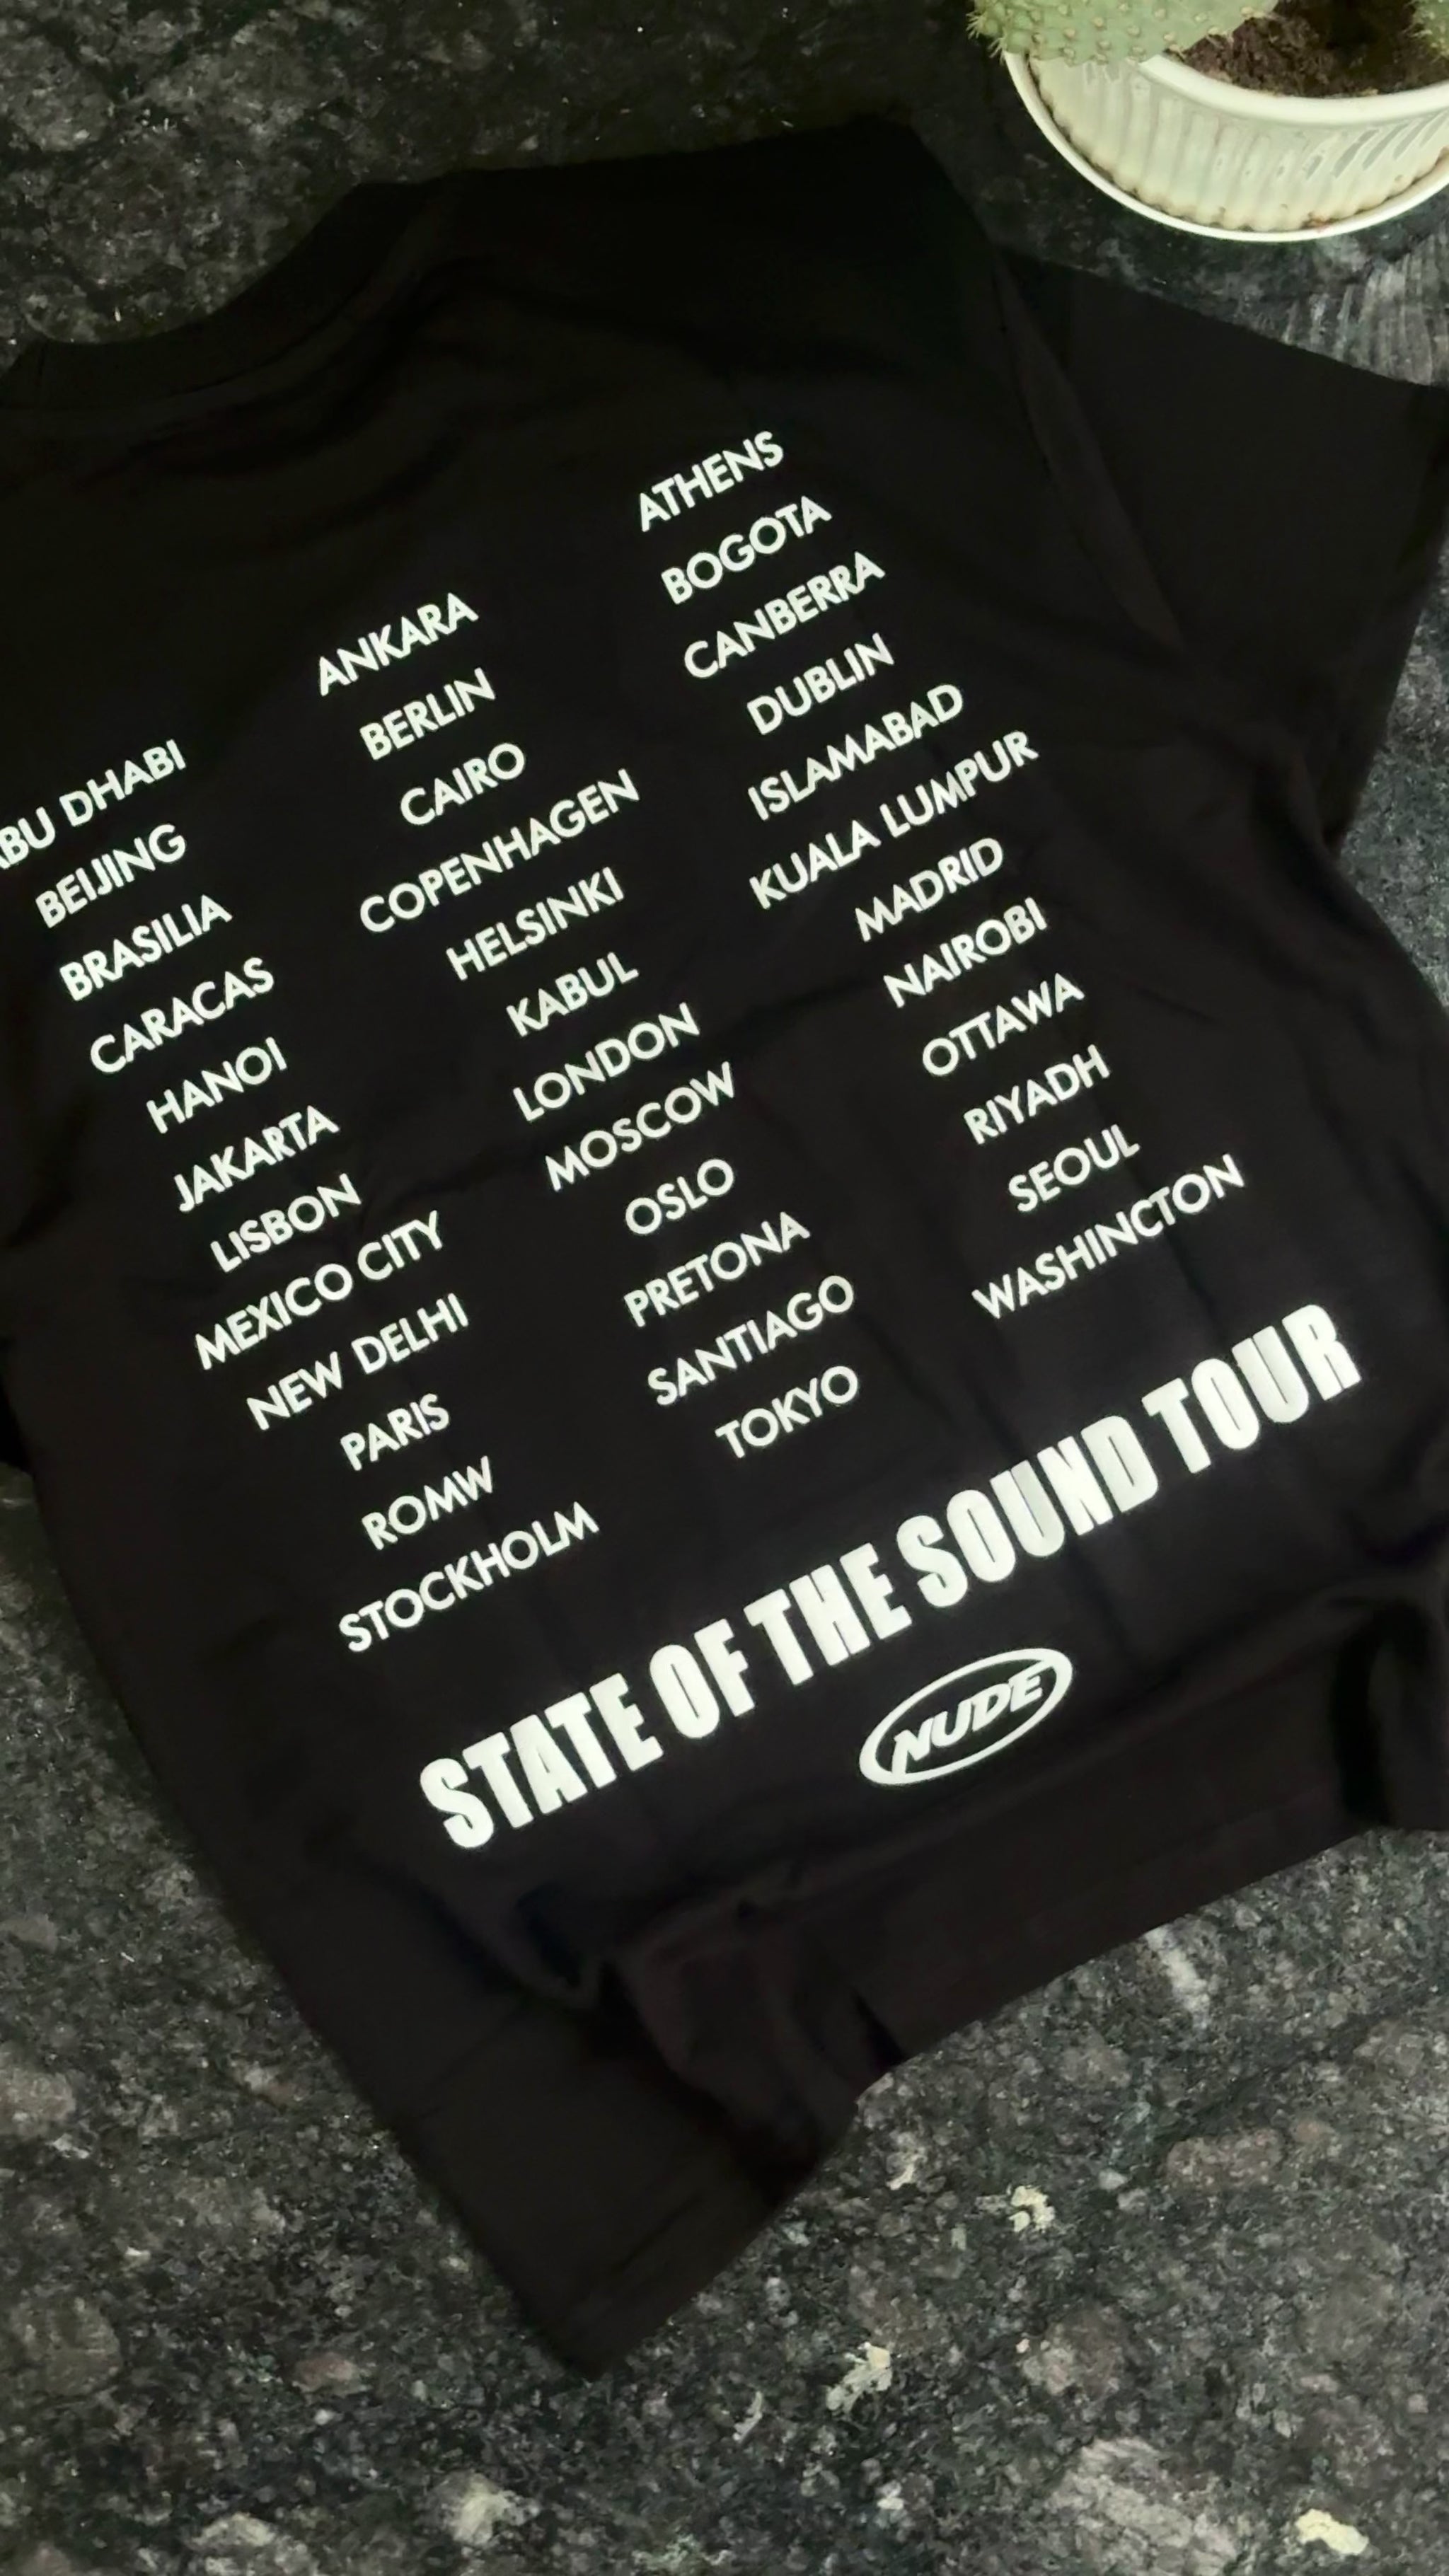 ABU DHABI
BEIJING
BRASILIA
CARACAS
HANOI
JAKARTA
LISBON
MEXICO CITY
NEW DELHI
PARIS
ROMW
STOCKHOLM
ANKARA
BERLIN
CAIRO
COPENHAGEN
HELSINKI
KABUL
LONDON
MOSCOW
OSLO
PRETONA
SANTIAGO
TOKYO
ATHENS
BOGOTA
CANBERRA
DUBLIN
ISLAMABAD
KUALA LUMPUR
MADRID
NAIROBI
OTTAWA
RIYADH
SEOUL
WASHINCTON
STATE OF THE SOUND TOUR
NUDE